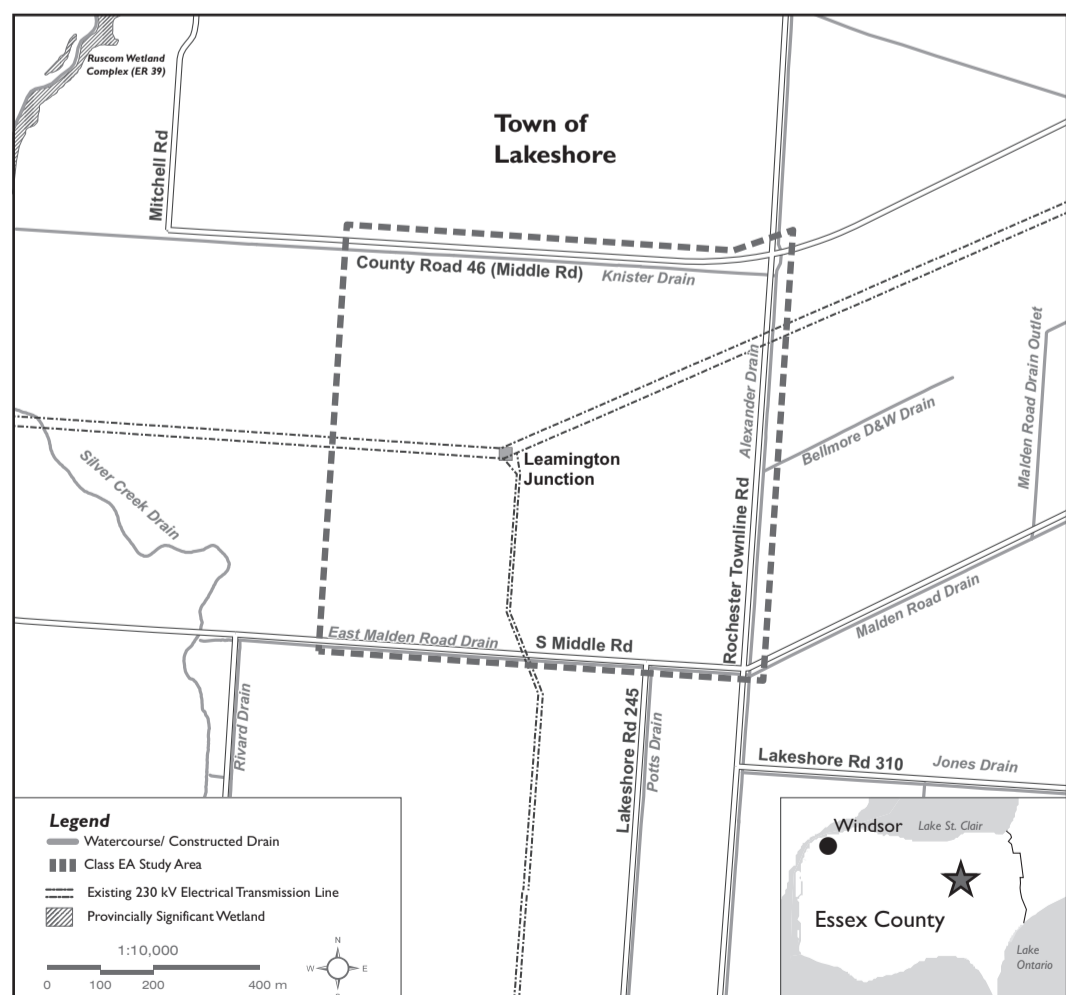 Ruscom Wetland
Complex (ER 39)
Mitchell Rd
Town of
Lakeshore
County Road 46 (Middle Rd)
Knister Drain
Alexander Drain
Malden Road Drain Outlet
Bellmore D&W Drain
Leamington
Junction
Silver Creek Drain
Rochester Townline Rd
Malden Road Drain
East Malden Road Drain
S Middle Rd
Rivard Drain
Lakeshore Rd 245
Potts Drain
Lakeshore Rd 310
Jones Drain
Legend
Watercourse/ Constructed Drain
Class EA Study Area
Existing 230 kV Electrical Transmission Line
Provincially Significant Wetland
1:10,000
0 100 200 400 m
N
W E
Windsor
Lake St. Clair
Essex County
Lake
Ontario